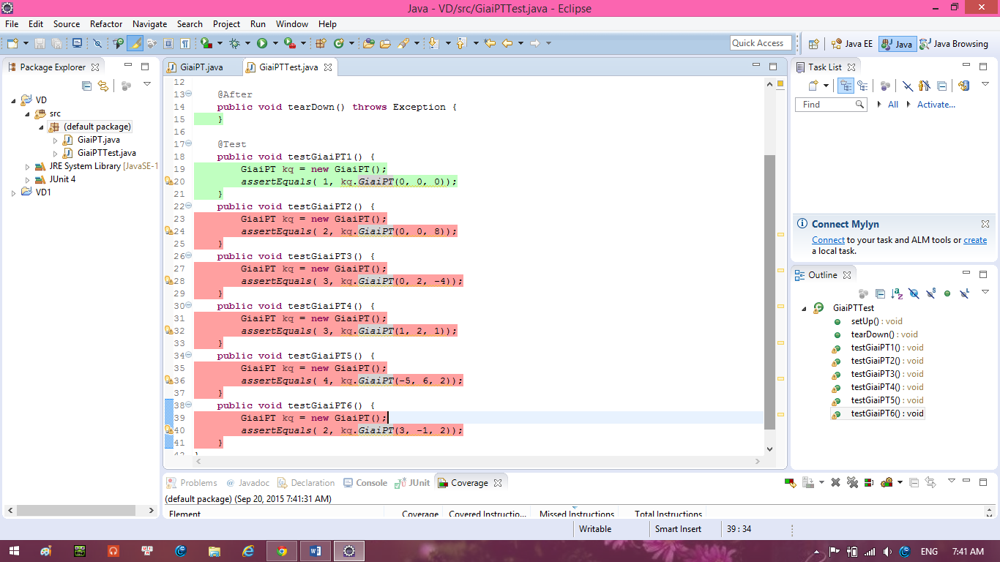 Java - VD/src/GiaiPTTest.java - Eclipse
File Edit Source Refactor Navigate Search Project Run Window Help
Quick Access Java EE Java Java Browsing
Package Explorer
VD
src
(default package)
GiaiPT.java
GiaiPTTest.java
JRE System Library [JavaSE-1
JUnit 4
VD1
GiaiPT.java GiaiPTTest.java
12
13 @After
14 public void tearDown() throws Exception {
15 }
16
17 @Test
18 public void testGiaiPT1() {
19 GiaiPT kq = new GiaiPT();
20 assertEquals( 1, kq.GiaiPT(0, 0, 0));
21 }
22 public void testGiaiPT2() {
23 GiaiPT kq = new GiaiPT();
24 assertEquals( 2, kq.GiaiPT(0, 0, 8));
25 }
26 public void testGiaiPT3() {
27 GiaiPT kq = new GiaiPT();
28 assertEquals( 3, kq.GiaiPT(0, 2, -4));
29 }
30 public void testGiaiPT4() {
31 GiaiPT kq = new GiaiPT();
32 assertEquals( 3, kq.GiaiPT(1, 2, 1));
33 }
34 public void testGiaiPT5() {
35 GiaiPT kq = new GiaiPT();
36 assertEquals( 4, kq.GiaiPT(-5, 6, 2));
37 }
38 public void testGiaiPT6() {
39 GiaiPT kq = new GiaiPT();
40 assertEquals( 2, kq.GiaiPT(3, -1, 2));
41 }
42 }
Task List
Find All Activate...
Connect Mylyn
Connect to your task and ALM tools or create
a local task.
Outline
GiaiPTTest
setUp() : void
tearDown() : void
testGiaiPT1() : void
testGiaiPT2() : void
testGiaiPT3() : void
testGiaiPT4() : void
testGiaiPT5() : void
testGiaiPT6() : void
Problems @ Javadoc Declaration Console JUnit Coverage
(default package) (Sep 20, 2015 7:41:31 AM)
Element Coverage Covered Instructio... Missed Instructions Total Instructions
Writable Smart Insert 39 : 34
ENG 7:41 AM